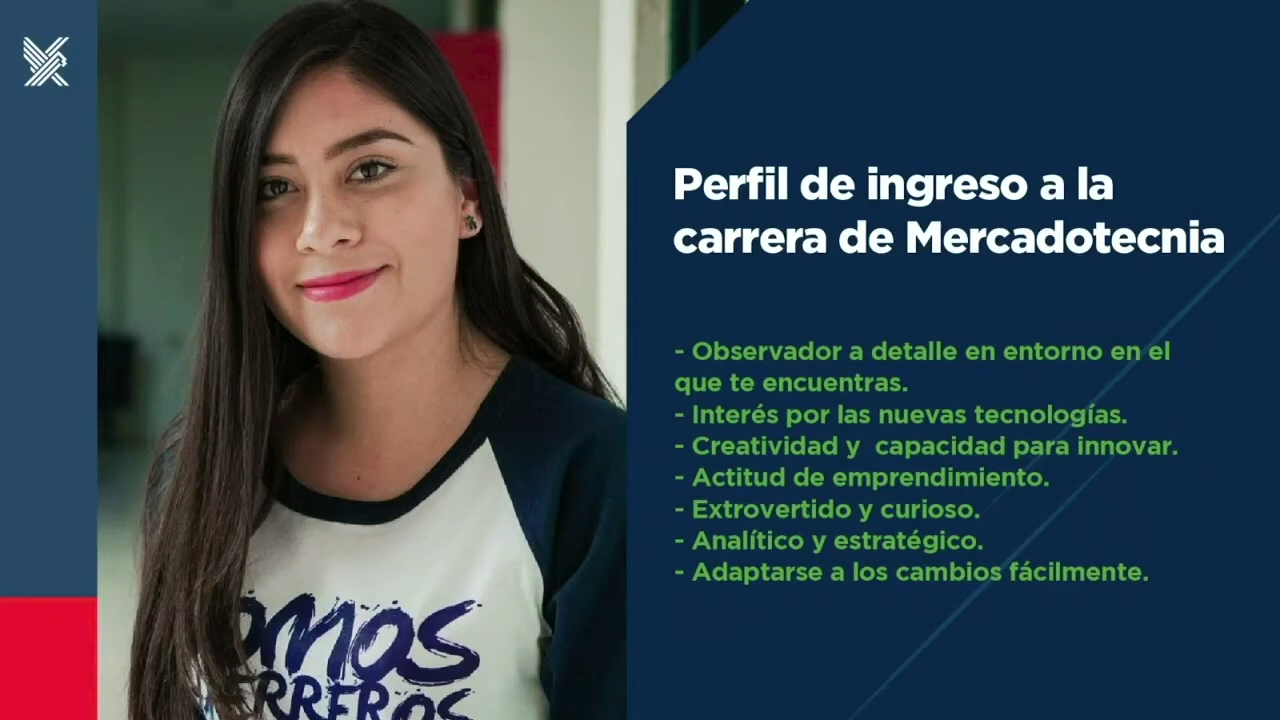 Perfil de ingreso a la
carrera de Mercadotecnia
- Observador a detalle en entorno en el
que te encuentras.
- Interés por las nuevas tecnologías.
- Creatividad y  capacidad para innovar.
- Actitud de emprendimiento.
- Extrovertido y curioso.
- Analítico y estratégico.
- Adaptarse a los cambios fácilmente.